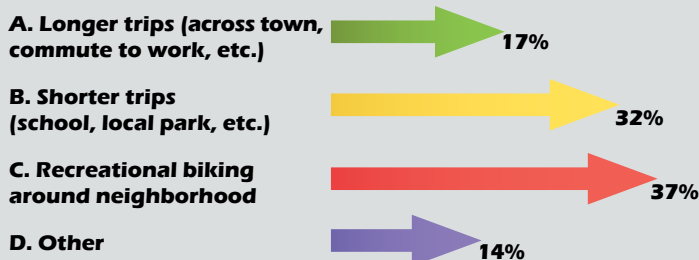 A. Longer trips (across town,
commute to work, etc.)
17%
B. Shorter trips
(school, local park, etc.)
32%
C. Recreational biking
around neighborhood
37%
D. Other
14%